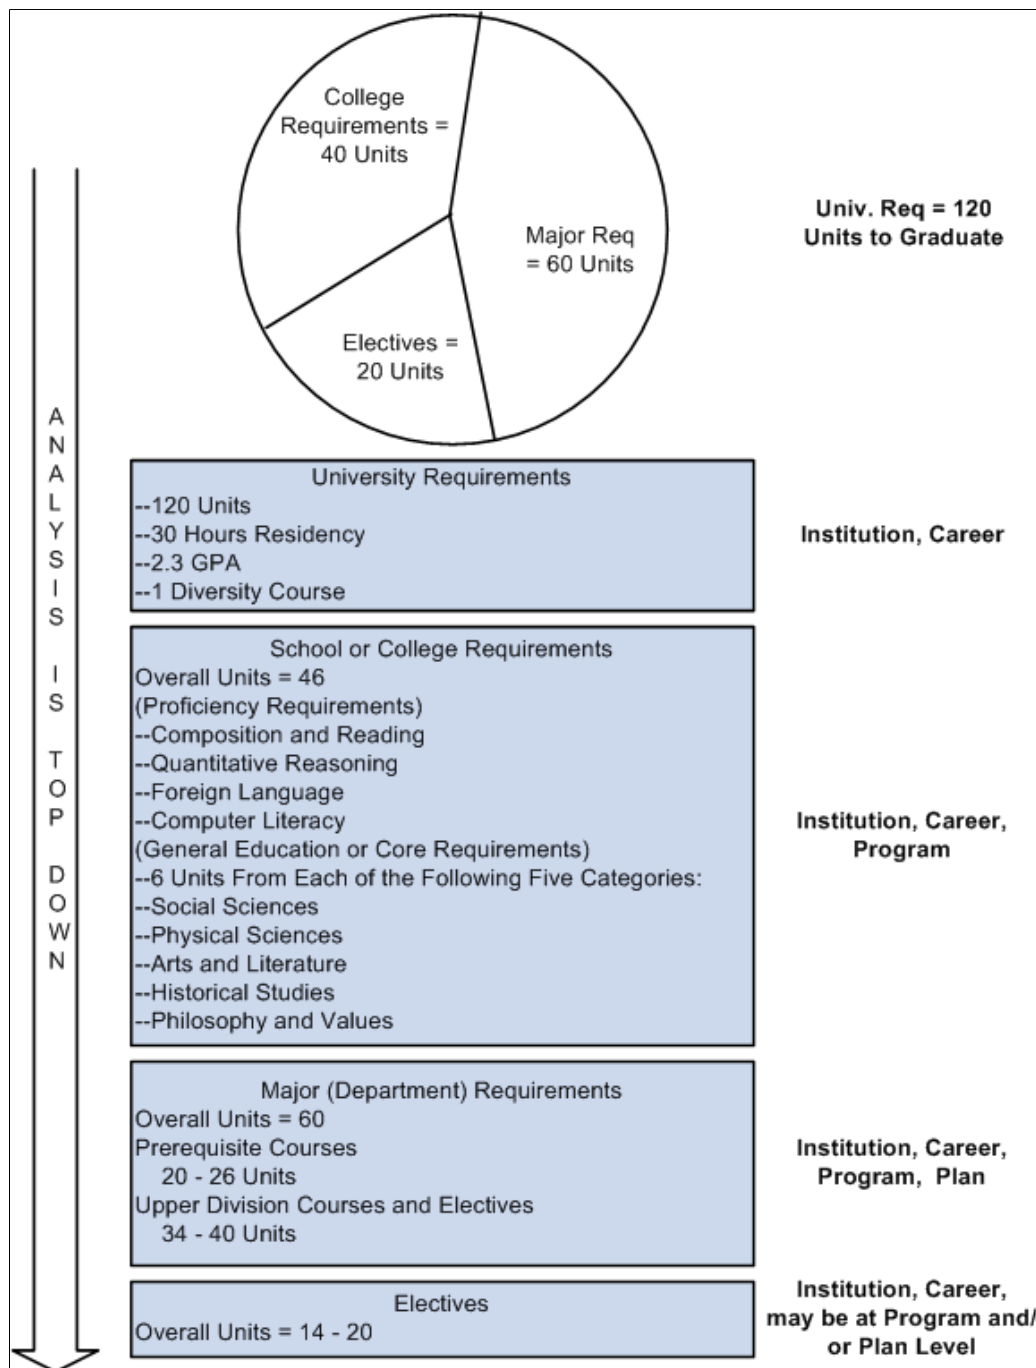 College
Requirements =
40 Units
Major Req
= 60 Units
Electives =
20 Units
Univ. Req = 120
Units to Graduate
ANALYSIS IS TOP DOWN
University Requirements
--120 Units
--30 Hours Residency
--2.3 GPA
--1 Diversity Course
Institution, Career
School or College Requirements
Overall Units = 46
(Proficiency Requirements)
--Composition and Reading
--Quantitative Reasoning
--Foreign Language
--Computer Literacy
(General Education or Core Requirements)
--6 Units From Each of the Following Five Categories:
--Social Sciences
--Physical Sciences
--Arts and Literature
--Historical Studies
--Philosophy and Values
Institution, Career,
Program
Major (Department) Requirements
Overall Units = 60
Prerequisite Courses
20 - 26 Units
Upper Division Courses and Electives
34 - 40 Units
Institution, Career,
Program, Plan
Electives
Overall Units = 14 - 20
Institution, Career,
may be at Program and/
or Plan Level